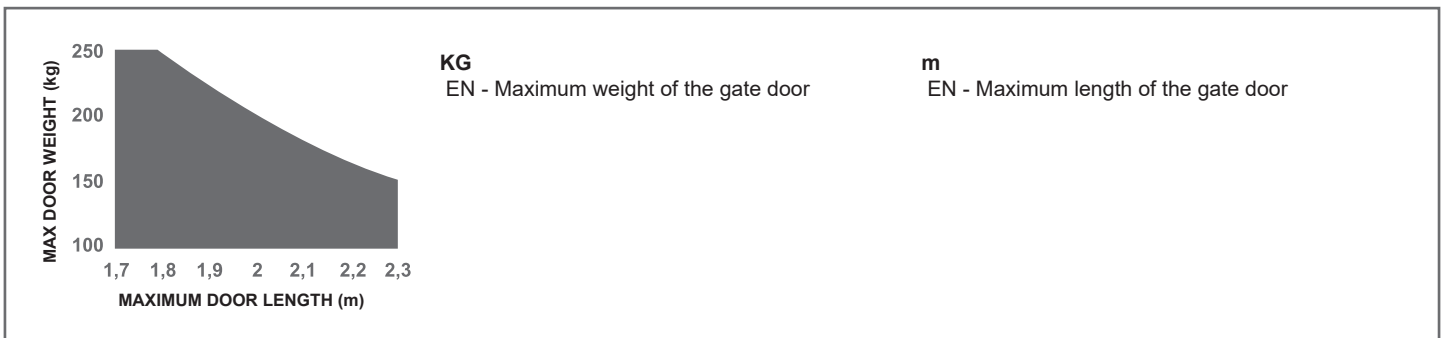 MAX DOOR WEIGHT (kg)
250
200
150
100
1,7 1,8 1,9 2 2,1 2,2 2,3
MAXIMUM DOOR LENGTH (m)
KG
EN - Maximum weight of the gate door
m
EN - Maximum length of the gate door